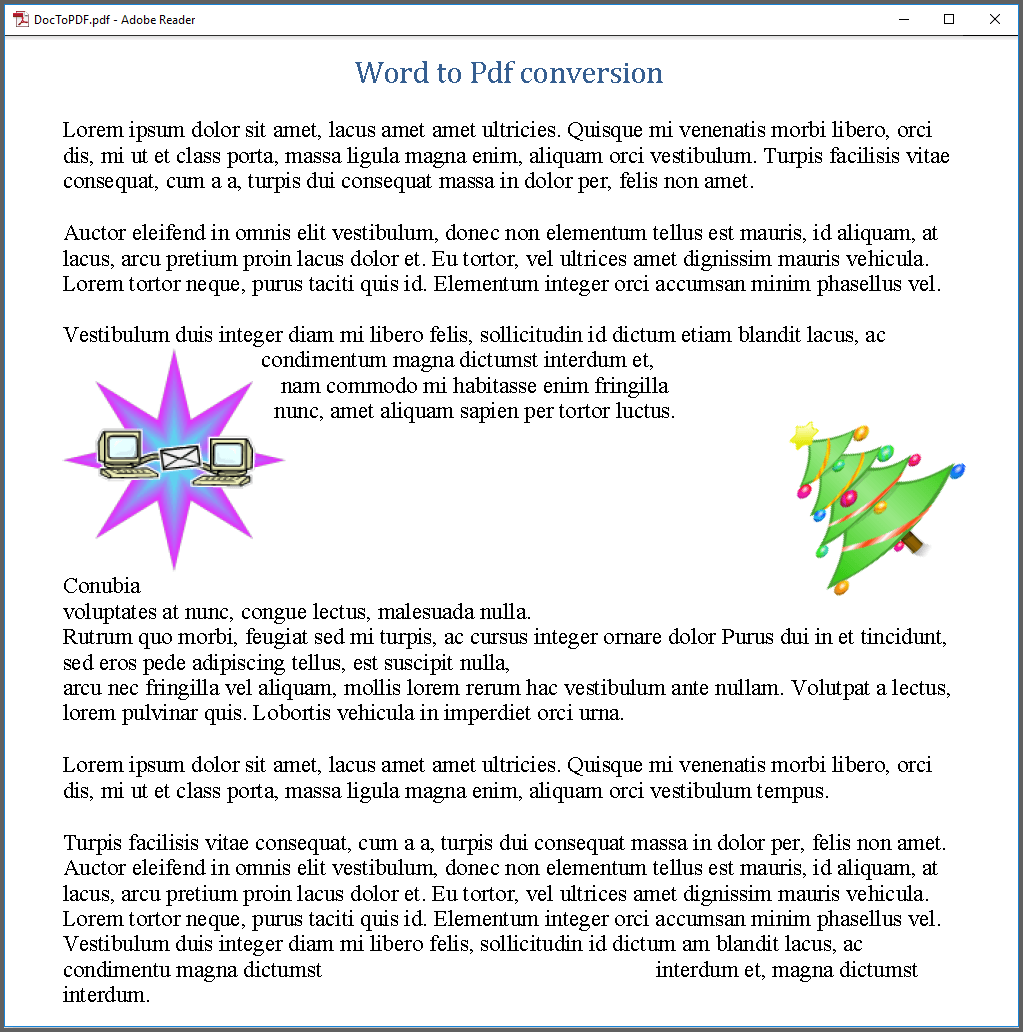 DocToPDF.pdf - Adobe Reader
Word to Pdf conversion
Lorem ipsum dolor sit amet, lacus amet amet ultricies. Quisque mi venenatis morbi libero, orci
dis, mi ut et class porta, massa ligula magna enim, aliquam orci vestibulum. Turpis facilisis vitae
consequat, cum a a, turpis dui consequat massa in dolor per, felis non amet.
Auctor eleifend in omnis elit vestibulum, donec non elementum tellus est mauris, id aliquam, at
lacus, arcu pretium proin lacus dolor et. Eu tortor, vel ultrices amet dignissim mauris vehicula.
Lorem tortor neque, purus taciti quis id. Elementum integer orci accumsan minim phasellus vel.
Vestibulum duis integer diam mi libero felis, sollicitudin id dictum etiam blandit lacus, ac
condimentum magna dictumst interdum et,
nam commodo mi habitasse enim fringilla
nunc, amet aliquam sapien per tortor luctus.
Conubia
voluptates at nunc, congue lectus, malesuada nulla.
Rutrum quo morbi, feugiat sed mi turpis, ac cursus integer ornare dolor Purus dui in et tincidunt,
sed eros pede adipiscing tellus, est suscipit nulla,
arcu nec fringilla vel aliquam, mollis lorem rerum hac vestibulum ante nullam. Volutpat a lectus,
lorem pulvinar quis. Lobortis vehicula in imperdiet orci urna.
Lorem ipsum dolor sit amet, lacus amet amet ultricies. Quisque mi venenatis morbi libero, orci
dis, mi ut et class porta, massa ligula magna enim, aliquam orci vestibulum tempus.
Turpis facilisis vitae consequat, cum a a, turpis dui consequat massa in dolor per, felis non amet.
Auctor eleifend in omnis elit vestibulum, donec non elementum tellus est mauris, id aliquam, at
lacus, arcu pretium proin lacus dolor et. Eu tortor, vel ultrices amet dignissim mauris vehicula.
Lorem tortor neque, purus taciti quis id. Elementum integer orci accumsan minim phasellus vel.
Vestibulum duis integer diam mi libero felis, sollicitudin id dictum am blandit lacus, ac
condimentu magna dictumst interdum et, magna dictumst
interdum.